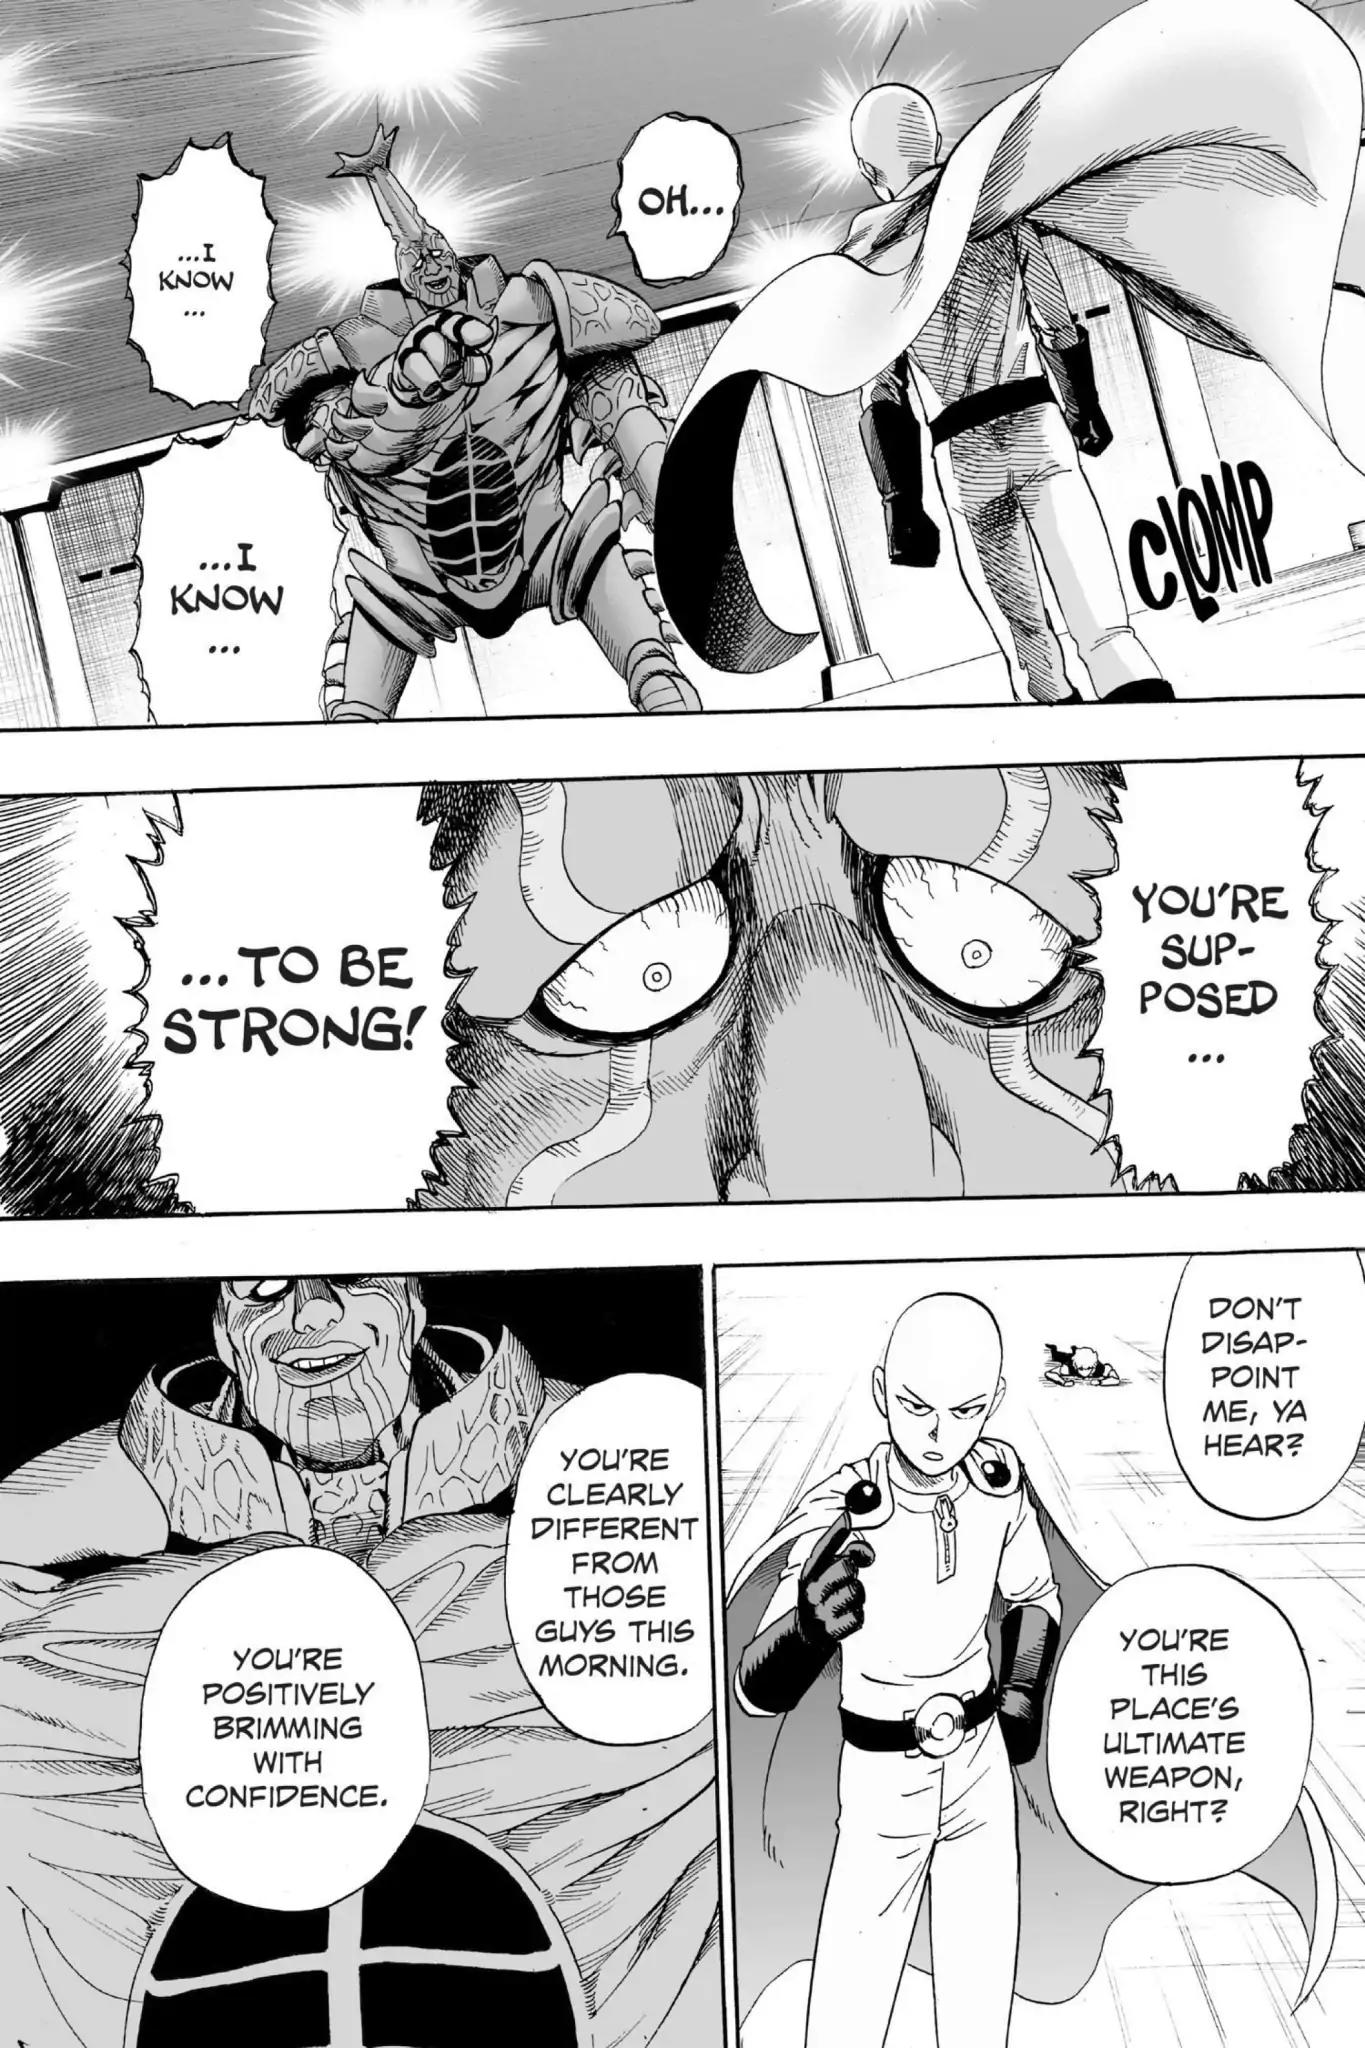 OH...
...I
KNOW
...
...I
KNOW
...
CLOMP
YOU'RE
SUP-
POSED
...
...TO BE
STRONG!
DON'T
DISAP-
POINT
ME, YA
HEAR?
YOU'RE
THIS
PLACE'S
ULTIMATE
WEAPON,
RIGHT?
YOU'RE
CLEARLY
DIFFERENT
FROM
THOSE
GUYS THIS
MORNING.
YOU'RE
POSITIVELY
BRIMMING
WITH
CONFIDENCE.